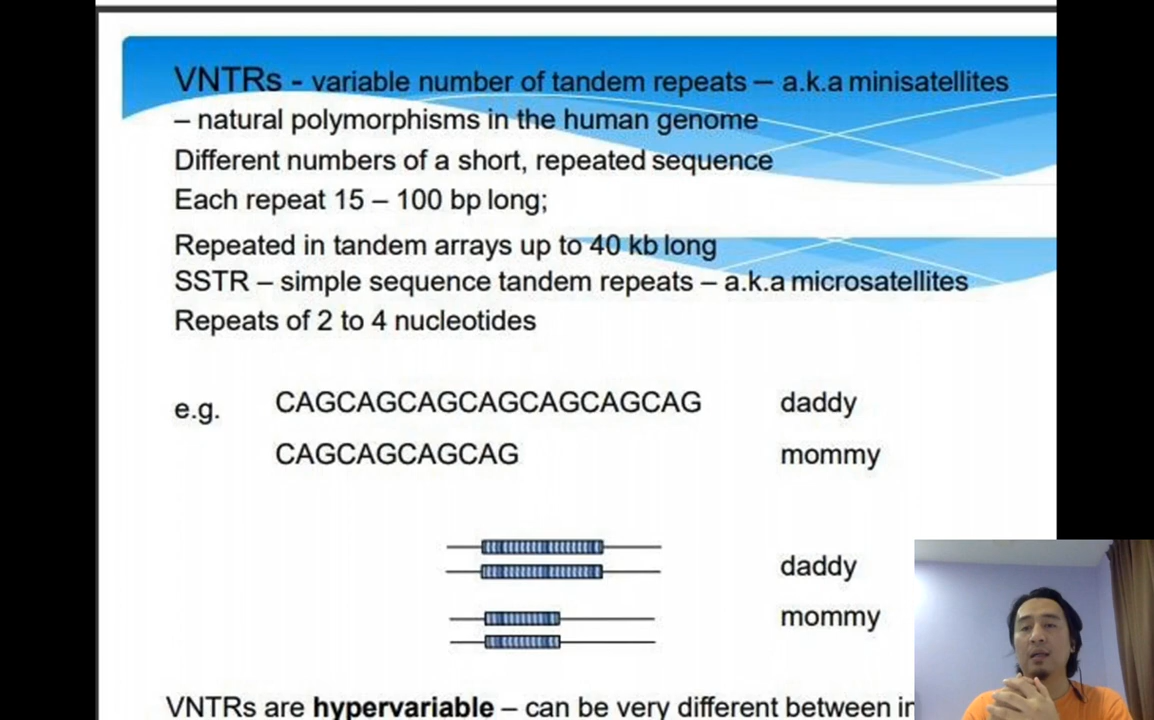 VNTRs - variable number of tandem repeats – a.k.a minisatellites
– natural polymorphisms in the human genome
Different numbers of a short, repeated sequence
Each repeat 15 – 100 bp long;
Repeated in tandem arrays up to 40 kb long
SSTR – simple sequence tandem repeats – a.k.a microsatellites
Repeats of 2 to 4 nucleotides
e.g. CAGCAGCAGCAGCAGCAGCAG daddy
CAGCAGCAGCAG mommy
daddy
mommy
VNTRs are hypervariable – can be very different between